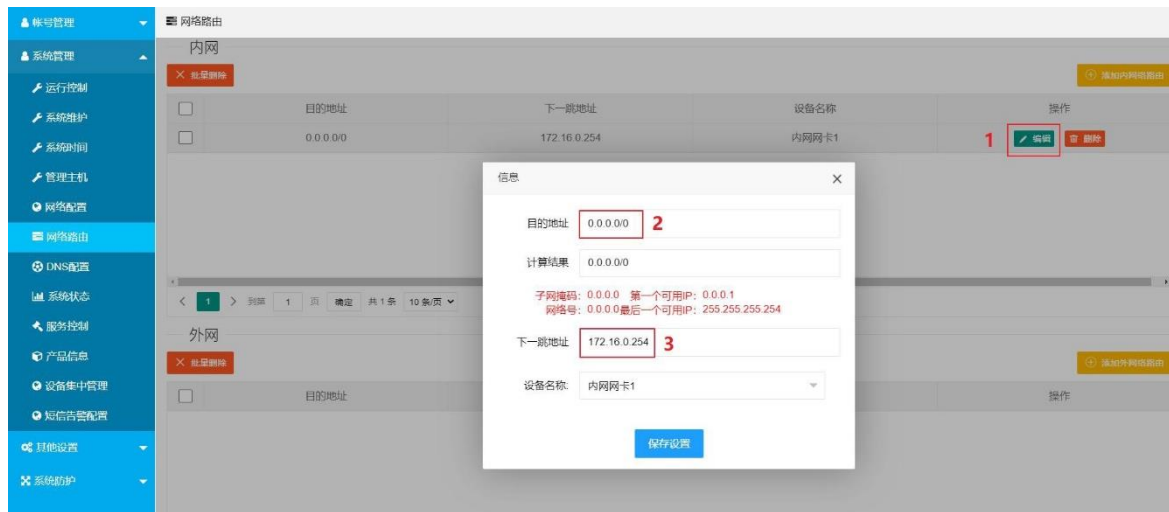 帐号管理
系统管理
运行控制
系统维护
系统时间
管理主机
网络配置
网络路由
DNS配置
系统状态
服务控制
产品信息
设备集中管理
短信告警配置
其他设置
系统防护
网络路由
内网
批量删除
添加内网络路由
目的地址 下一跳地址 设备名称 操作
0.0.0.0/0 172.16.0.254 内网网卡1 1 编辑 删除
信息
目的地址 0.0.0.0/0 2
计算结果 0.0.0.0/0
子网掩码：0.0.0.0 第一个可用IP：0.0.0.1
网络号：0.0.0.0最后一个可用IP：255.255.255.254
下一跳地址 172.16.0.254 3
设备名称: 内网网卡1
保存设置
1 到第 1 页 确定 共 1 条 10 条/页
外网
批量删除
添加外网络路由
目的地址 操作